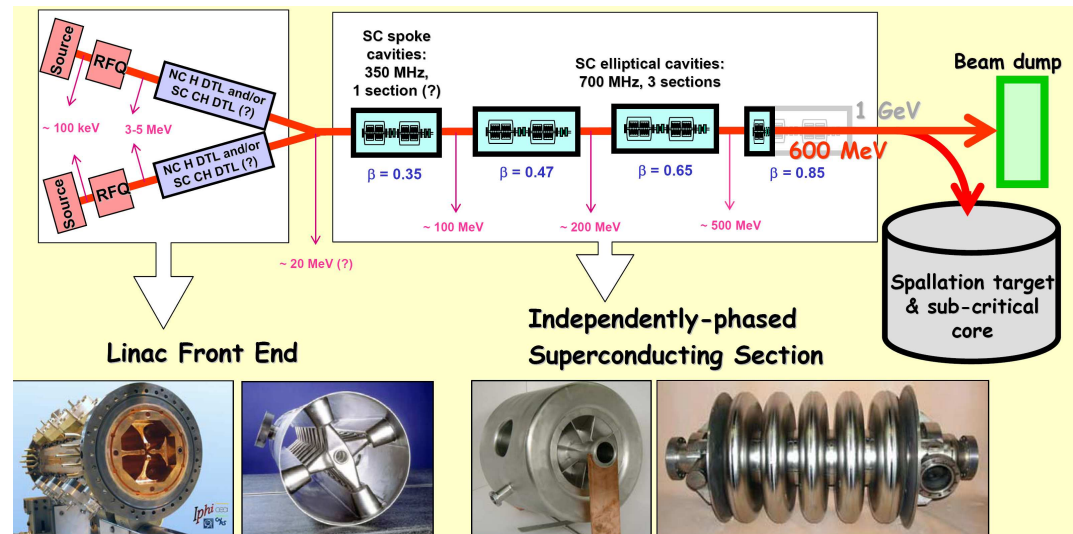 Source
RFQ
NC H DTL and/or
SC CH DTL (?)
~ 100 keV
3-5 MeV
Source
RFQ
NC H DTL and/or
SC CH DTL (?)
~ 20 MeV (?)
SC spoke
cavities:
350 MHz,
1 section (?)
SC elliptical cavities:
700 MHz, 3 sections
β = 0.35
β = 0.47
β = 0.65
β = 0.85
~ 100 MeV
~ 200 MeV
~ 500 MeV
1 GeV
600 MeV
Beam dump
Spallation target
& sub-critical
core
Linac Front End
Independently-phased
Superconducting Section
Iphi